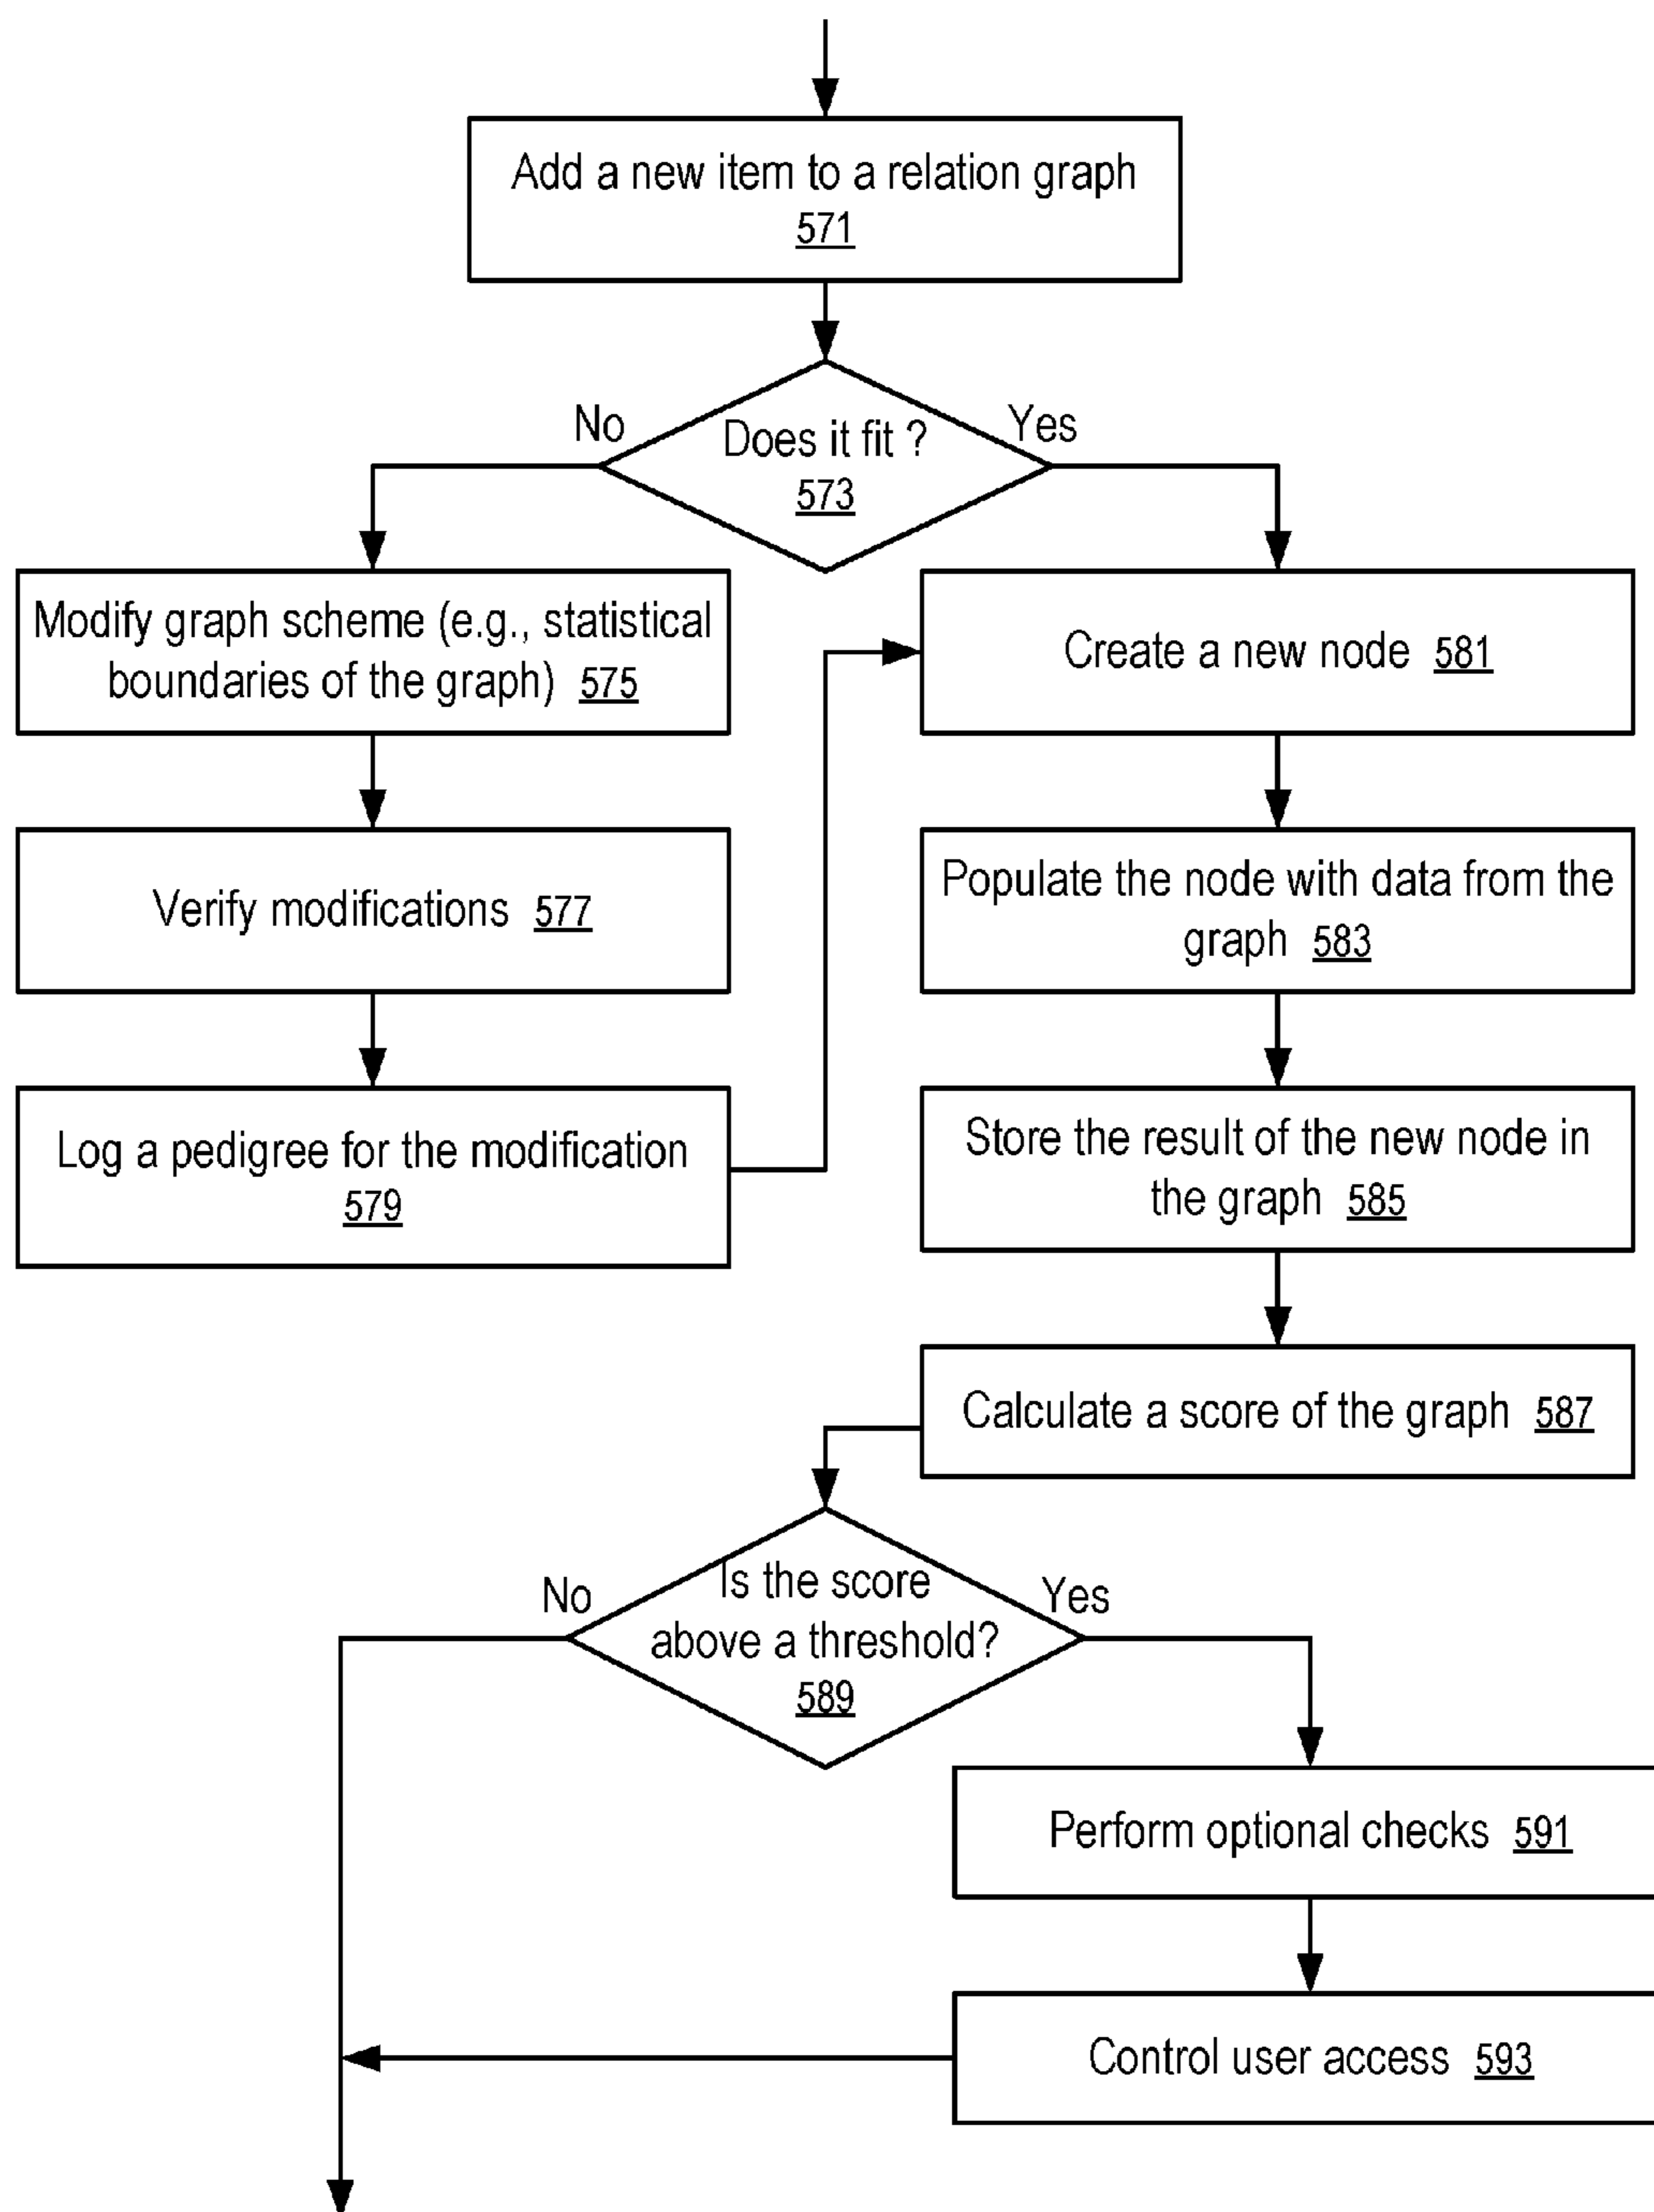 Add a new item to a relation graph
571
No
Yes
Does it fit ?
573
Modify graph scheme (e.g., statistical
boundaries of the graph) 575
Create a new node 581
Verify modifications 577
Populate the node with data from the
graph 583
Log a pedigree for the modification
579
Store the result of the new node in
the graph 585
Calculate a score of the graph 587
No
Yes
Is the score
above a threshold?
589
Perform optional checks 591
Control user access 593